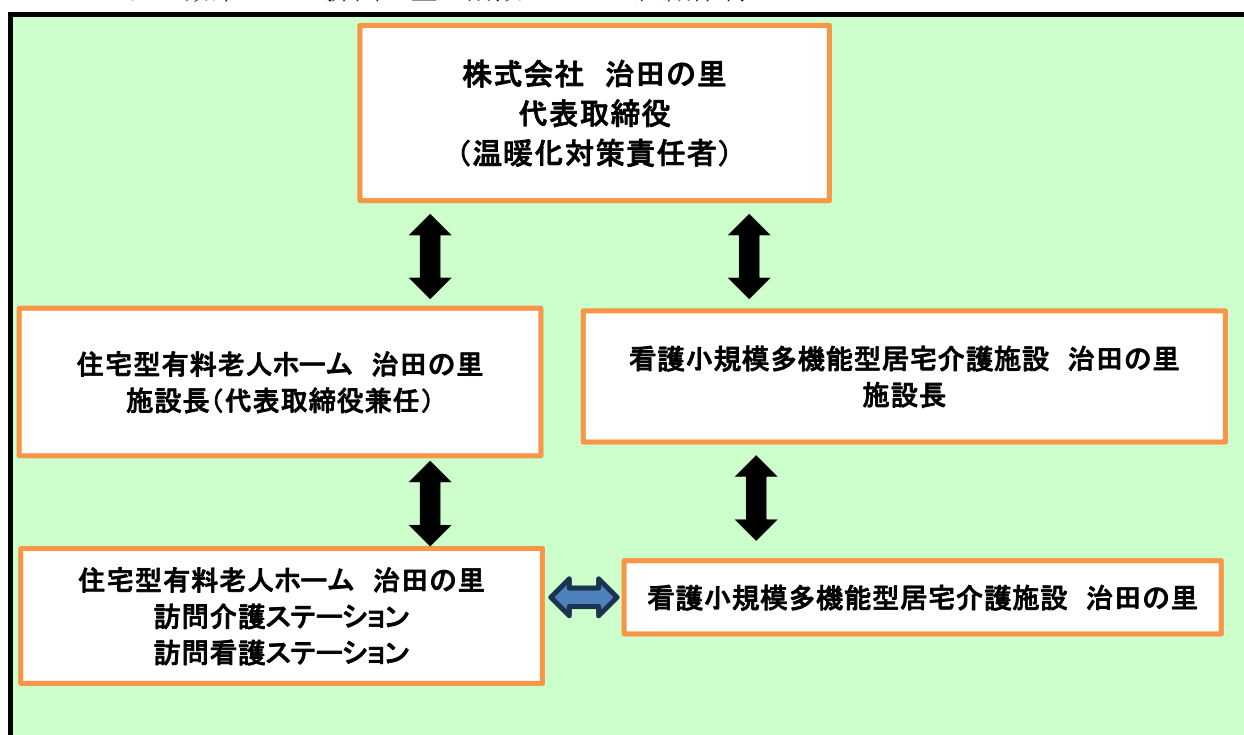 株式会社　治田の里
代表取締役
（温暖化対策責任者）
住宅型有料老人ホーム　治田の里
施設長（代表取締役兼任）
看護小規模多機能型居宅介護施設　治田の里
施設長
住宅型有料老人ホーム　治田の里
訪問介護ステーション
訪問看護ステーション
看護小規模多機能型居宅介護施設　治田の里